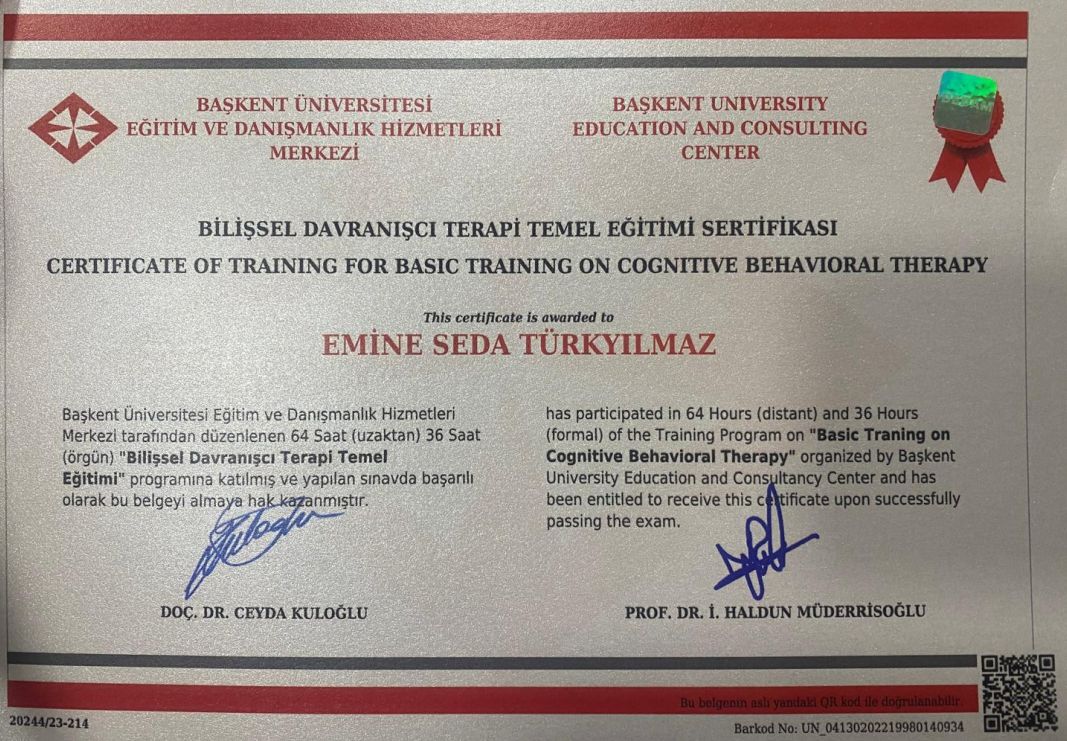 BAŞKENT ÜNİVERSİTESİ
EĞİTİM VE DANIŞMANLIK HİZMETLERİ
MERKEZİ
BAŞKENT UNIVERSITY
EDUCATION AND CONSULTING
CENTER
BİLİŞSEL DAVRANIŞCI TERAPİ TEMEL EĞİTİMİ SERTİFİKASI
CERTIFICATE OF TRAINING FOR BASIC TRAINING ON COGNITIVE BEHAVIORAL THERAPY
This certificate is awarded to
EMİNE SEDA TÜRKYILMAZ
Başkent Üniversitesi Eğitim ve Danışmanlık Hizmetleri
Merkezi tarafından düzenlenen 64 Saat (uzaktan) 36 Saat
(örgün) "Bilişsel Davranışcı Terapi Temel
Eğitimi" programına katılmış ve yapılan sınavda başarılı
olarak bu belgeyi almaya hak kazanmıştır.
has participated in 64 Hours (distant) and 36 Hours
(formal) of the Training Program on "Basic Traning on
Cognitive Behavioral Therapy" organized by Başkent
University Education and Consultancy Center and has
been entitled to receive this certificate upon successfully
passing the exam.
DOÇ. DR. CEYDA KULOĞLU
PROF. DR. İ. HALDUN MÜDERRİSOĞLU
Bu belgenin aslı yandaki QR kod ile doğrulanabilir.
20244/23-214
Barkod No: UN_04130202219980140934